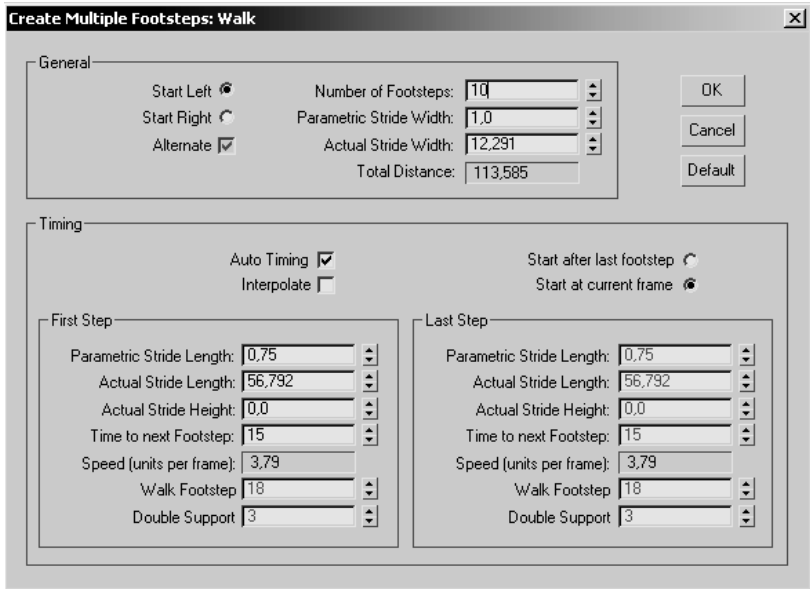 Create Multiple Footsteps: Walk
General
Start Left
Number of Footsteps: 10
OK
Start Right
Parametric Stride Width: 1,0
Cancel
Alternate
Actual Stride Width: 12,291
Total Distance: 113,585
Default
Timing
Auto Timing
Start after last footstep
Interpolate
Start at current frame
First Step
Parametric Stride Length: 0,75
Actual Stride Length: 56,792
Actual Stride Height: 0,0
Time to next Footstep: 15
Speed (units per frame): 3,79
Walk Footstep 18
Double Support 3
Last Step
Parametric Stride Length: 0,75
Actual Stride Length: 56,792
Actual Stride Height: 0,0
Time to next Footstep: 15
Speed (units per frame): 3,79
Walk Footstep 18
Double Support 3